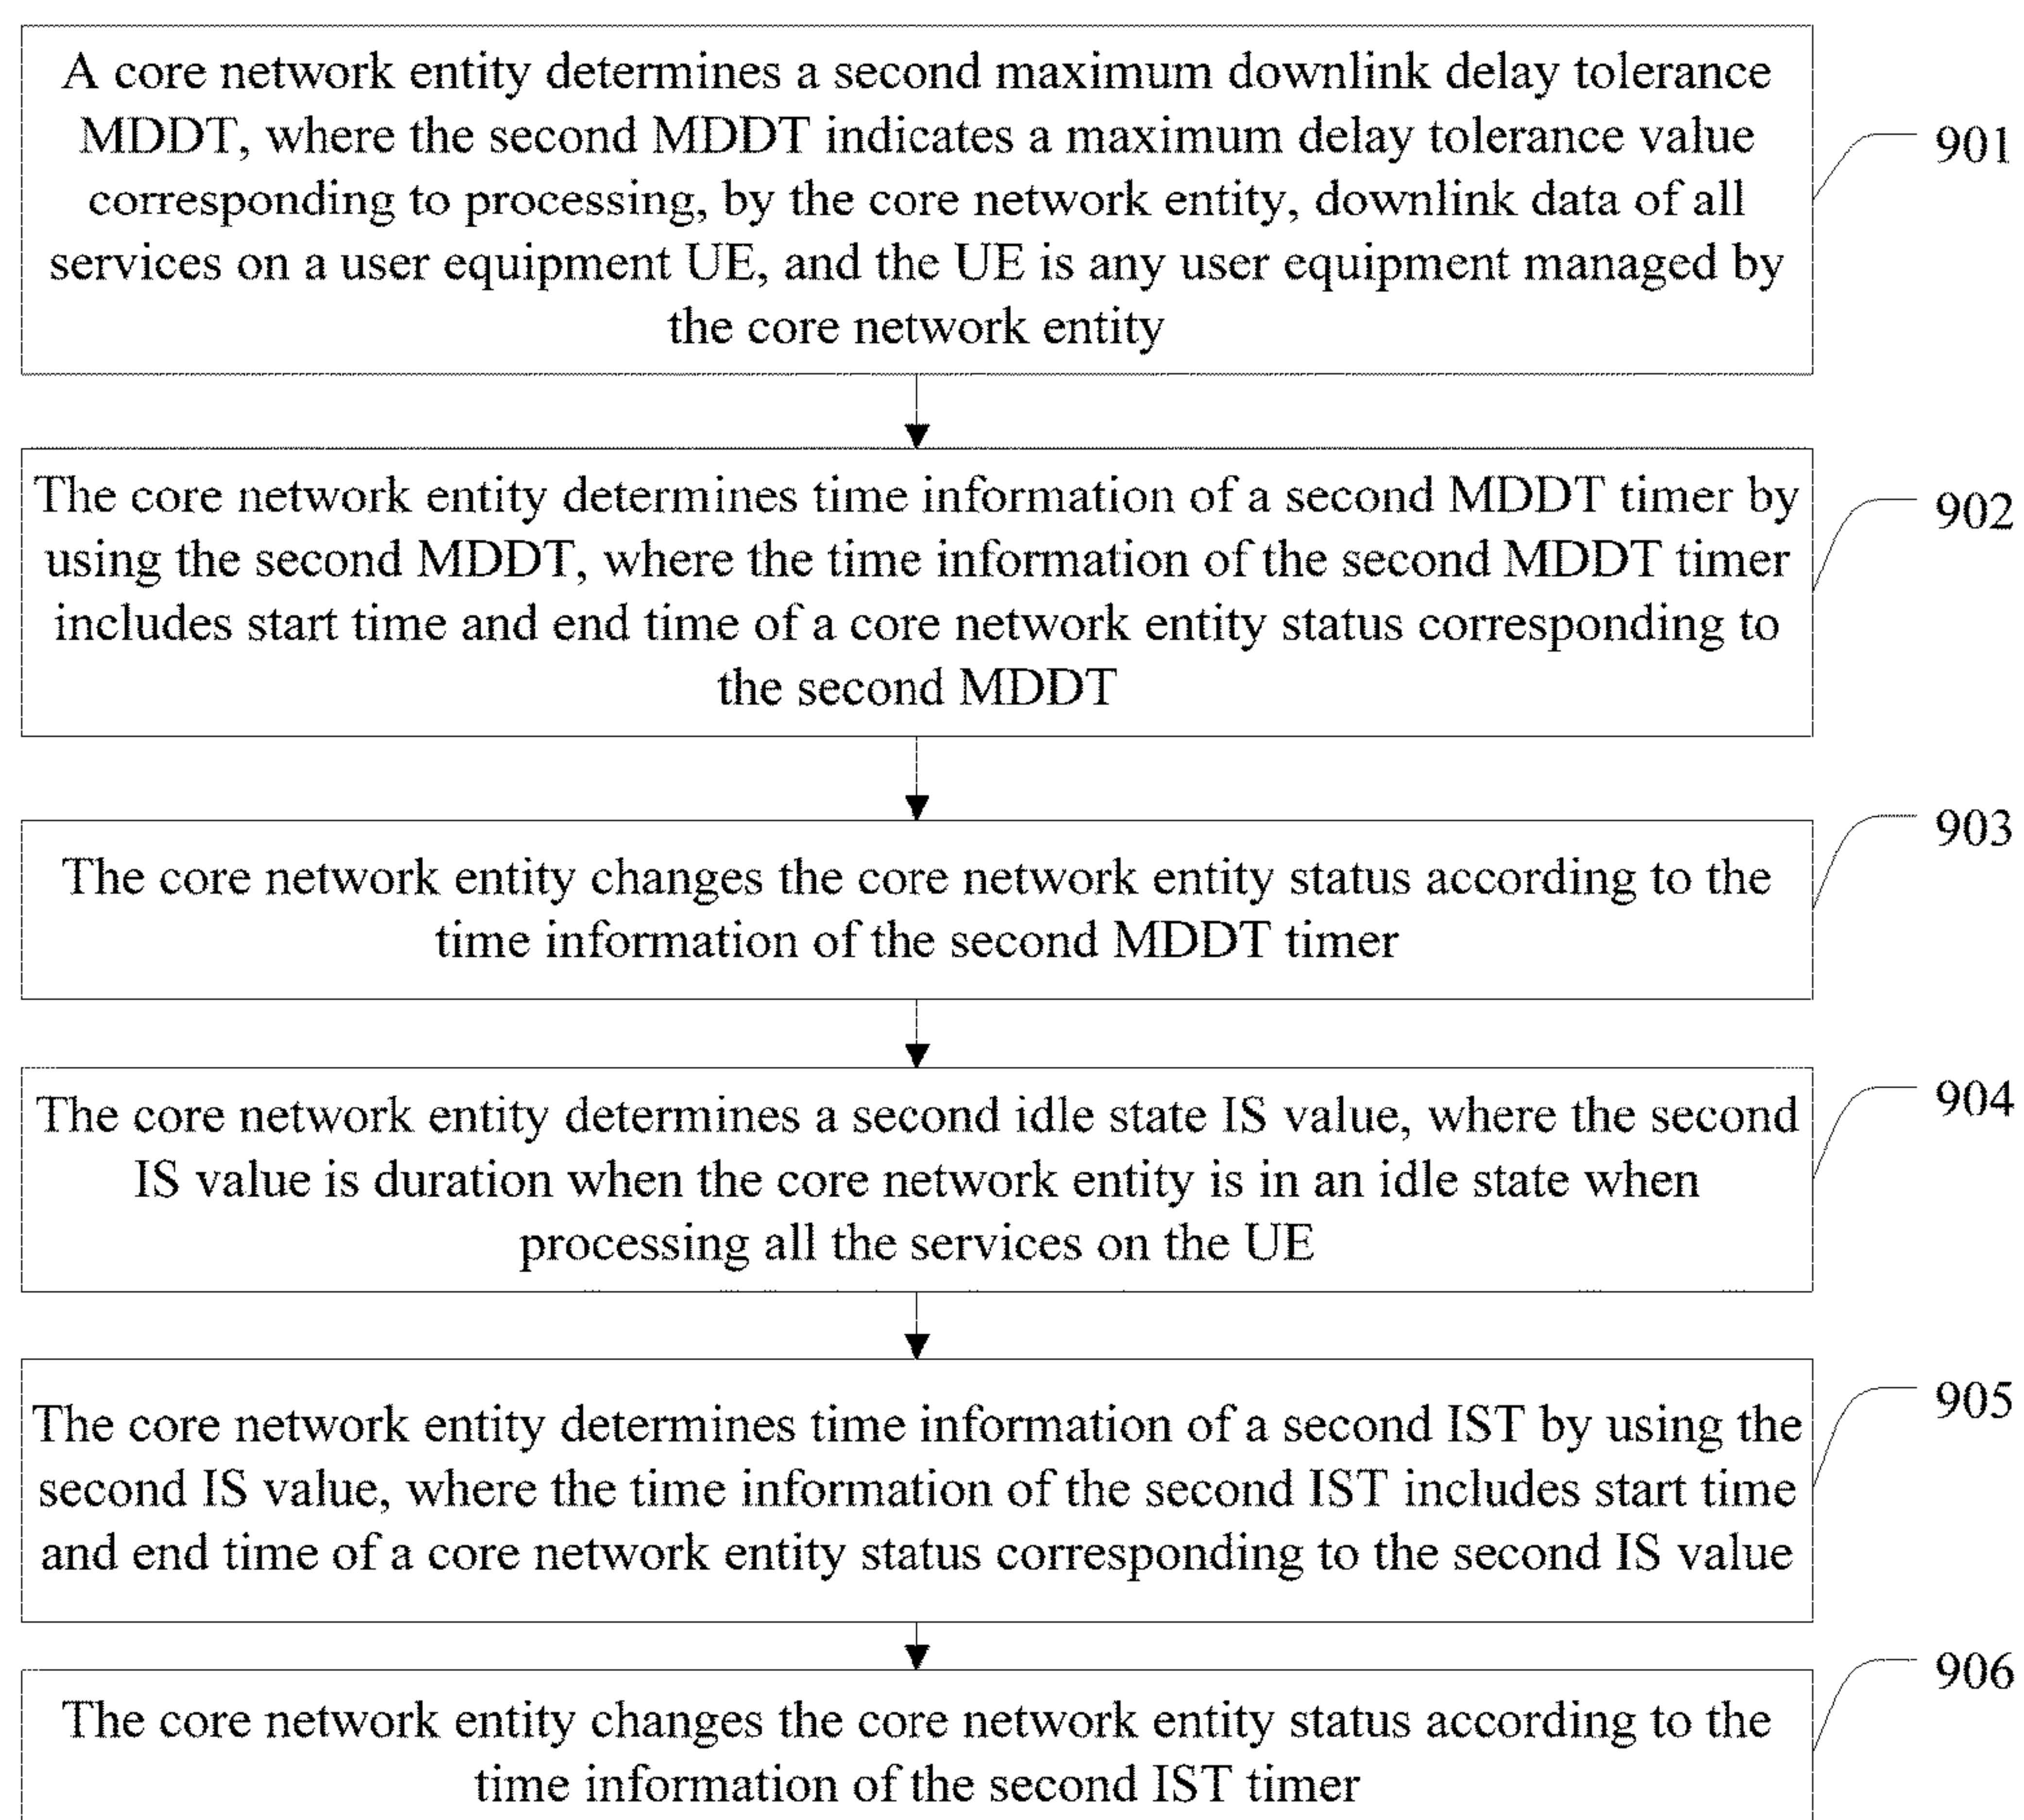 A core network entity determines a second maximum downlink delay tolerance
MDDT, where the second MDDT indicates a maximum delay tolerance value
corresponding to processing, by the core network entity, downlink data of all
services on a user equipment UE, and the UE is any user equipment managed by
the core network entity
901
The core network entity determines time information of a second MDDT timer by
using the second MDDT, where the time information of the second MDDT timer
includes start time and end time of a core network entity status corresponding to
the second MDDT
902
The core network entity changes the core network entity status according to the
time information of the second MDDT timer
903
The core network entity determines a second idle state IS value, where the second
IS value is duration when the core network entity is in an idle state when
processing all the services on the UE
904
The core network entity determines time information of a second IST by using the
second IS value, where the time information of the second IST includes start time
and end time of a core network entity status corresponding to the second IS value
905
The core network entity changes the core network entity status according to the
time information of the second IST timer
906